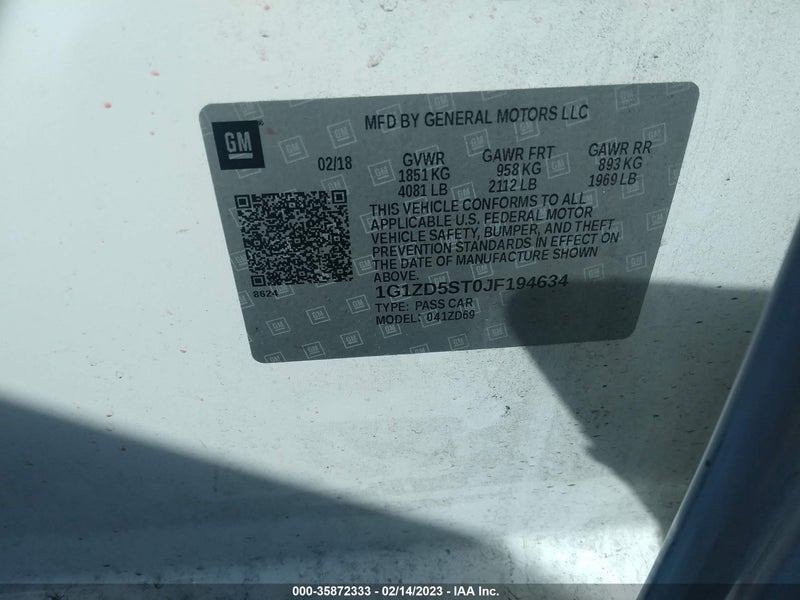 MFD BY GENERAL MOTORS LLC
GM
02/18 GVWR GAWR FRT GAWR RR
1851 KG 958 KG 893 KG
4081 LB 2112 LB 1969 LB
THIS VEHICLE CONFORMS TO ALL
APPLICABLE U.S. FEDERAL MOTOR
VEHICLE SAFETY, BUMPER, AND THEFT
PREVENTION STANDARDS IN EFFECT ON
THE DATE OF MANUFACTURE SHOWN
ABOVE.
8624
1G1ZD5ST0JF194634
TYPE: PASS CAR
MODEL: 041ZD69
000-35872333 - 02/14/2023 - IAA Inc.